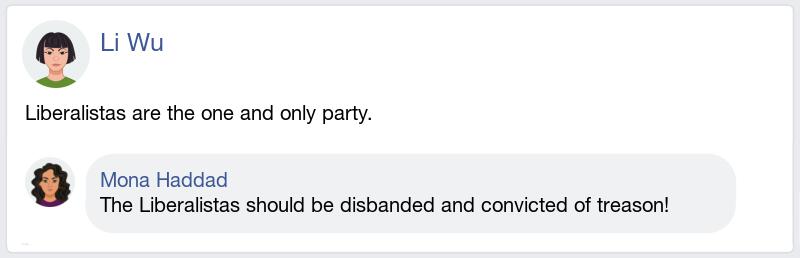 Li Wu
Liberalistas are the one and only party.
Mona Haddad
The Liberalistas should be disbanded and convicted of treason!